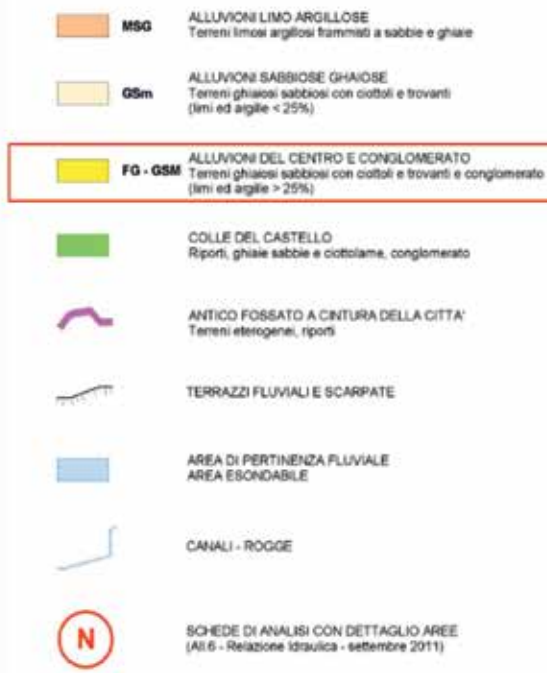 MSG ALLUVIONI LIMO ARGILLOSE
Terreni limosi argillosi frammisti a sabbie e ghiaie
GSm ALLUVIONI SABBIOSE GHAIOSE
Terreni ghiaiosi sabbiosi con ciottoli e trovanti
(limi ed argille < 25%)
FG - GSM ALLUVIONI DEL CENTRO E CONGLOMERATO
Terreni ghiaiosi sabbiosi con ciottoli e trovanti e conglomerato
(limi ed argille > 25%)
COLLE DEL CASTELLO
Riporti, ghiaie sabbie e ciottolame, conglomerato
ANTICO FOSSATO A CINTURA DELLA CITTA'
Terreni eterogenei, riporti
TERRAZZI FLUVIALI E SCARPATE
AREA DI PERTINENZA FLUVIALE
AREA ESONDABILE
CANALI - ROGGE
N SCHEDE DI ANALISI CON DETTAGLIO AREE
(All.6 - Relazione Idraulica - settembre 2011)